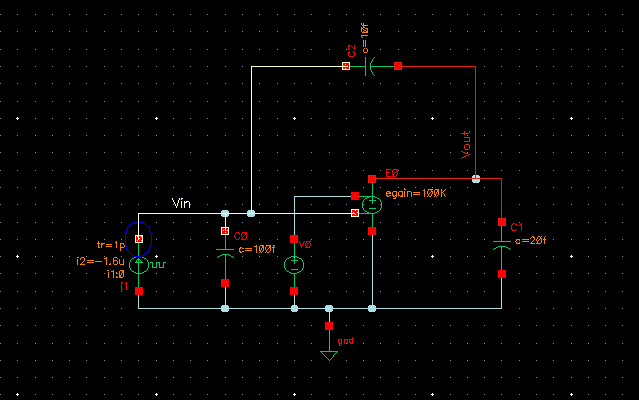 C2
c=10f
Vout
E0
egain=100K
Vin
tr=1p
i2=-1.6u
i1:0
I1
C0
c=100f
V0
C1
c=20f
gnd